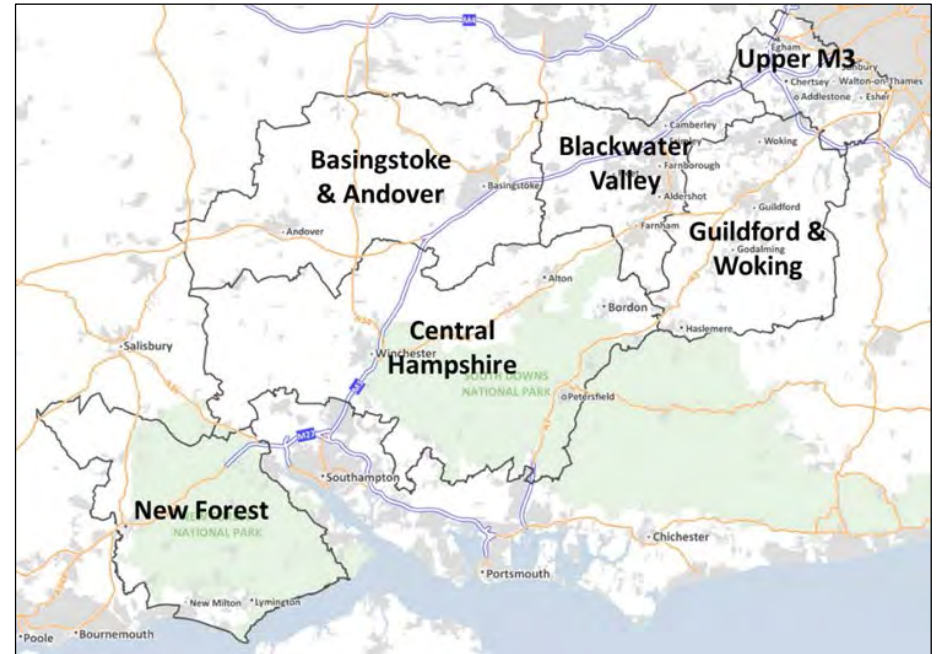 M4
Upper M3
Egham
Sunbury
Chertsey
Walton-on-Thames
Addlestone
Esher
Camberley
Blackwater
Valley
Woking
Farnborough
Basingstoke
& Andover
Basingstoke
Aldershot
Guildford
Andover
Farnham
Guildford &
Woking
Godalming
Alton
Bordon
Haslemere
Central
Hampshire
Winchester
Salisbury
SOUTH DOWNS
NATIONAL PARK
Petersfield
M27
Southampton
New Forest
NATIONAL PARK
Chichester
Portsmouth
New Milton
Lymington
Poole
Bournemouth